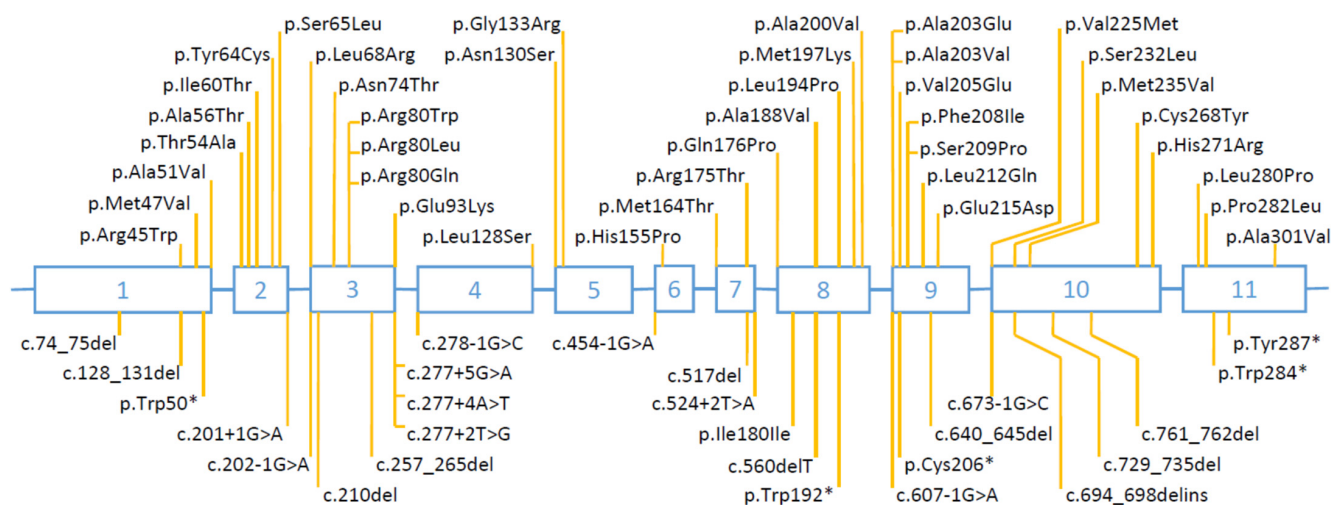 p.Ser65Leu
p.Gly133Arg
p.Ala200Val
p.Ala203Glu
p.Val225Met
p.Tyr64Cys
p.Leu68Arg
p.Asn130Ser
p.Met197Lys
p.Ala203Val
p.Ser232Leu
p.Ile60Thr
p.Asn74Thr
p.Leu194Pro
p.Val205Glu
p.Met235Val
p.Ala56Thr
p.Arg80Trp
p.Ala188Val
p.Phe208Ile
p.Cys268Tyr
p.Thr54Ala
p.Arg80Leu
p.Gln176Pro
p.Ser209Pro
p.His271Arg
p.Ala51Val
p.Arg80Gln
p.Arg175Thr
p.Leu212Gln
p.Leu280Pro
p.Met47Val
p.Glu93Lys
p.Met164Thr
p.Glu215Asp
p.Pro282Leu
p.Arg45Trp
p.Leu128Ser
p.His155Pro
p.Ala301Val
1
2
3
4
5
6
7
8
9
10
11
c.74_75del
c.278-1G>C
c.454-1G>A
p.Tyr287*
c.128_131del
c.277+5G>A
c.517del
p.Trp284*
p.Trp50*
c.277+4A>T
c.524+2T>A
c.673-1G>C
c.201+1G>A
c.277+2T>G
p.Ile180Ile
c.640_645del
c.761_762del
c.202-1G>A
c.257_265del
c.560delT
p.Cys206*
c.729_735del
c.210del
p.Trp192*
c.607-1G>A
c.694_698delins